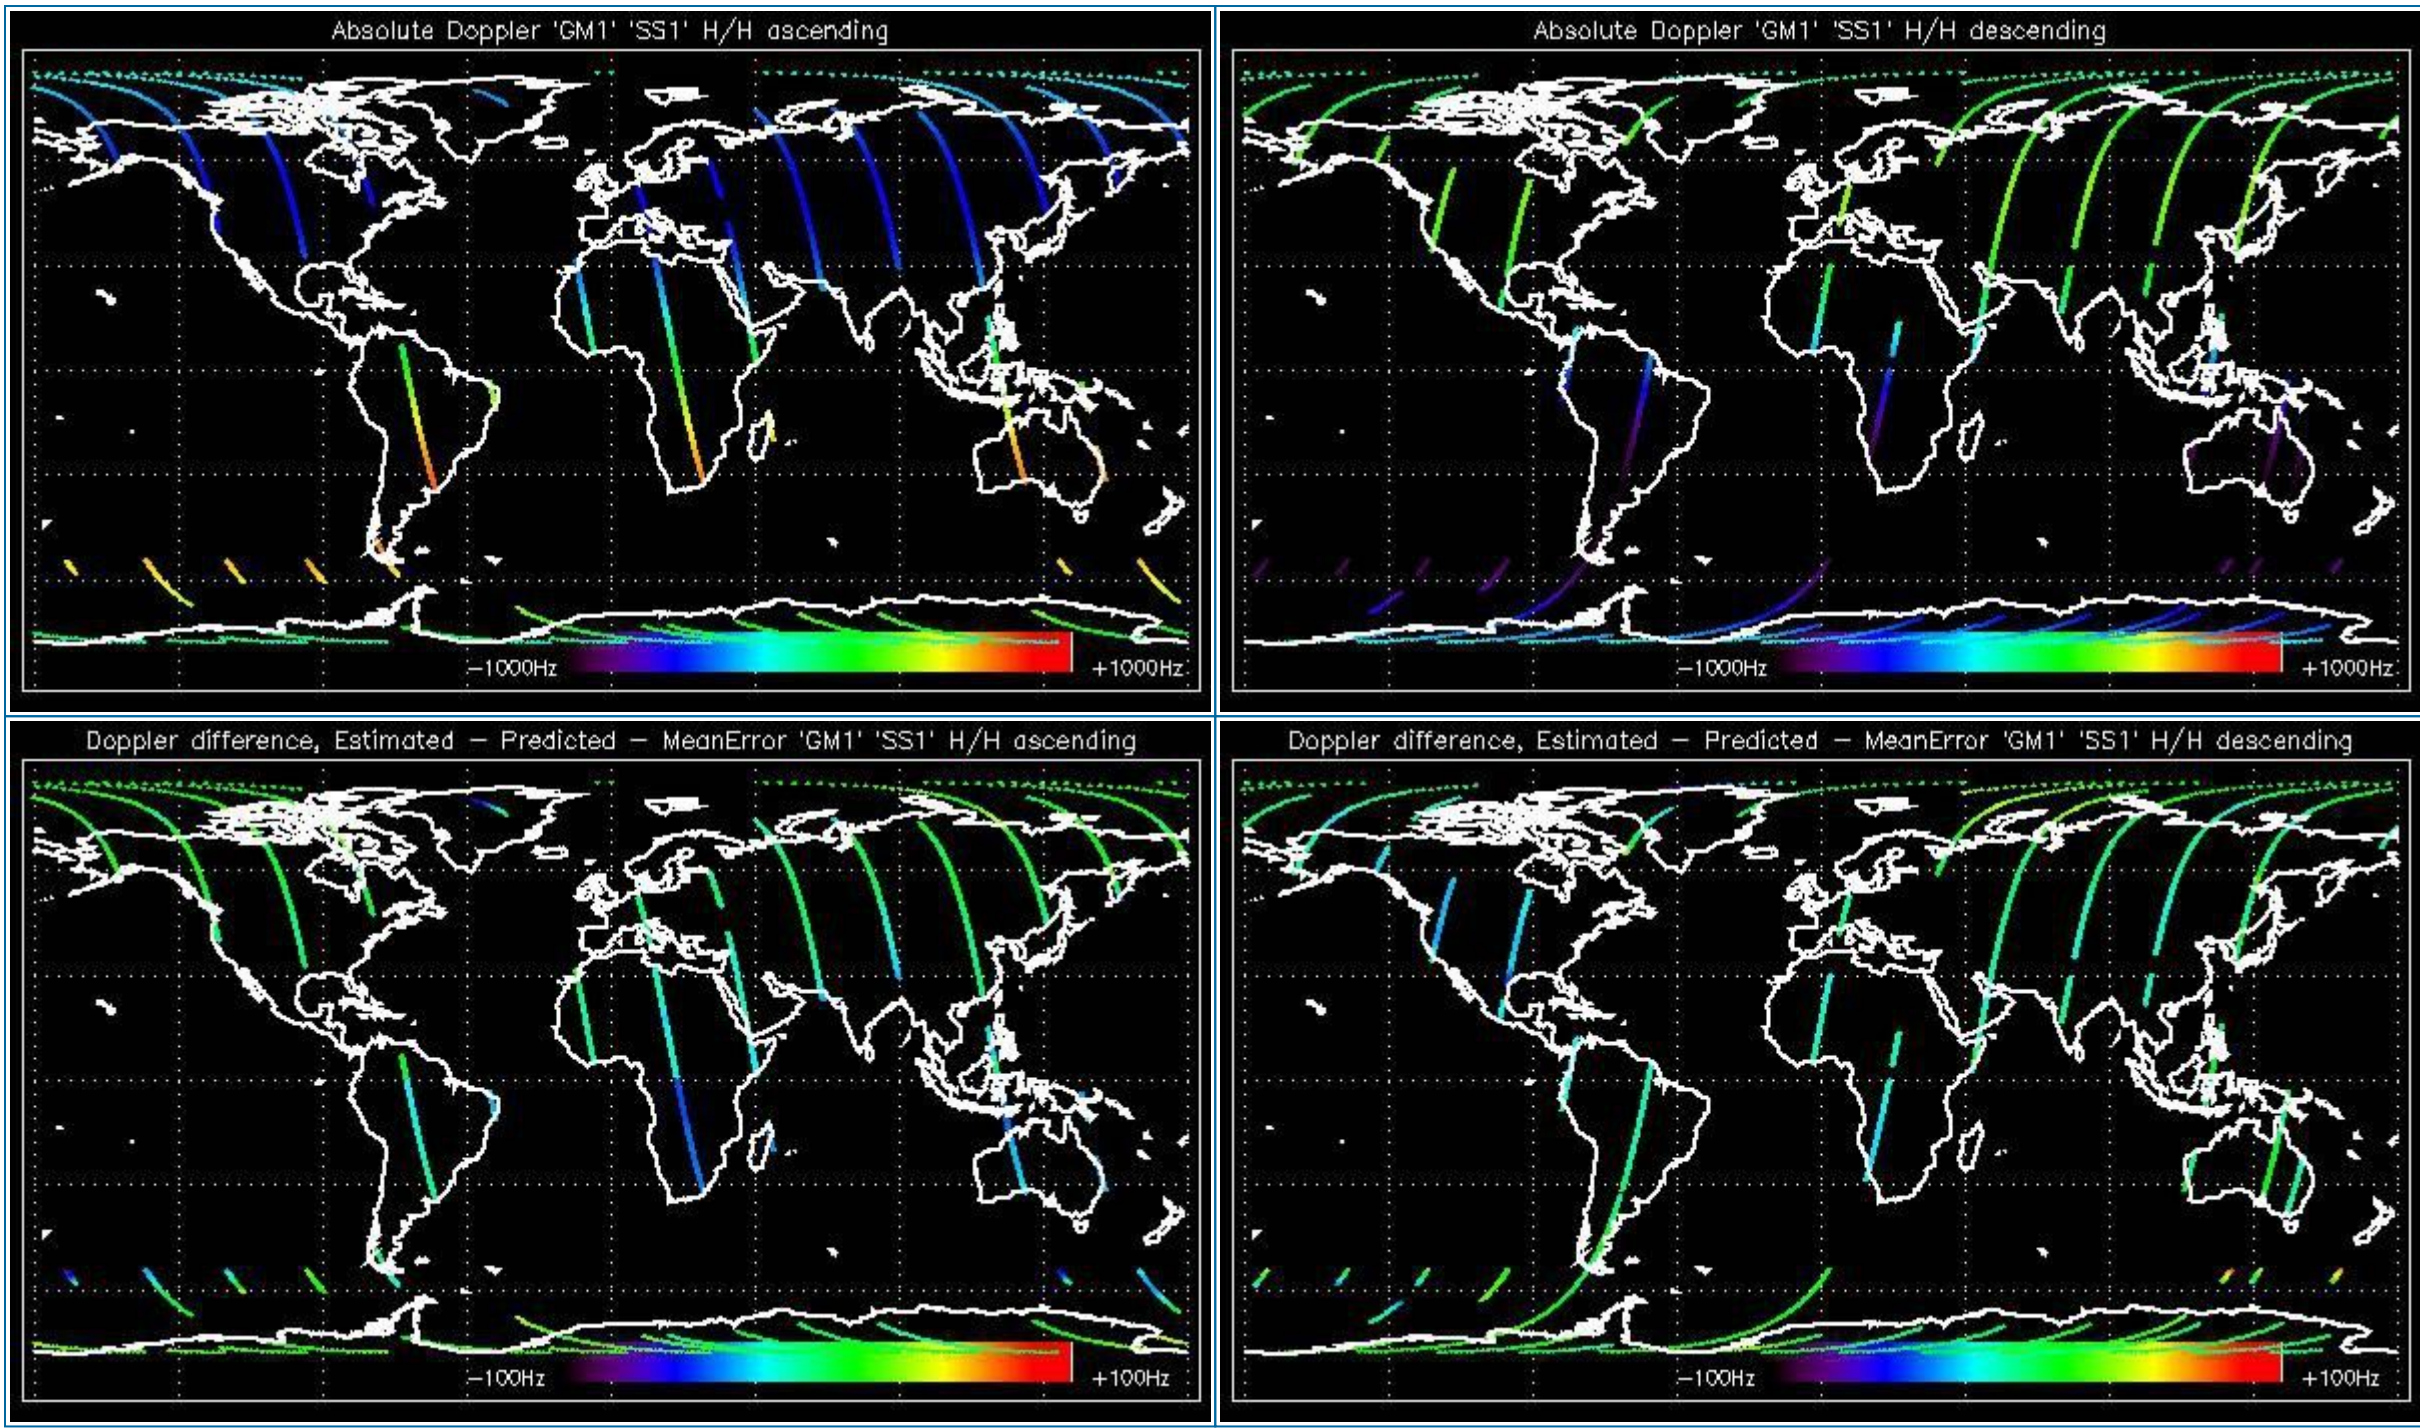 Absolute Doppler 'GM1' 'SS1' H/H ascending
-1000Hz
+1000Hz
Absolute Doppler 'GM1' 'SS1' H/H descending
-1000Hz
+1000Hz
Doppler difference, Estimated - Predicted - MeanError 'GM1' 'SS1' H/H ascending
-100Hz
+100Hz
Doppler difference, Estimated - Predicted - MeanError 'GM1' 'SS1' H/H descending
-100Hz
+100Hz